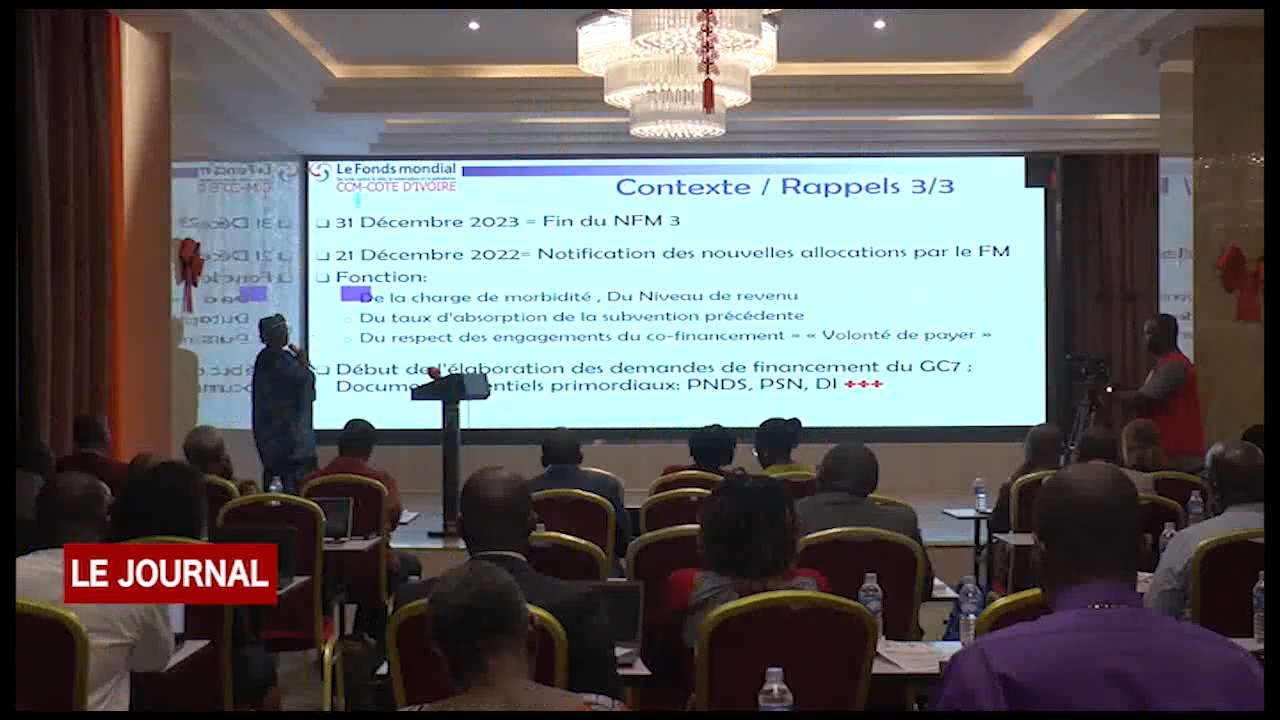 Le Fonds mondial
CCM-COTE D'IVOIRE
Contexte / Rappels 3/3
31 Décembre 2023 = Fin du NFM 3
21 Décembre 2022= Notification des nouvelles allocations par le FM
Fonction:
De la charge de morbidité , Du Niveau de revenu
Du taux d'absorption de la subvention précédente
Du respect des engagements du co-financement = « Volonté de payer »
Début de l'élaboration des demandes de financement du GC7 ;
primordiaux: PNDS, PSN, DI +++
LE JOURNAL